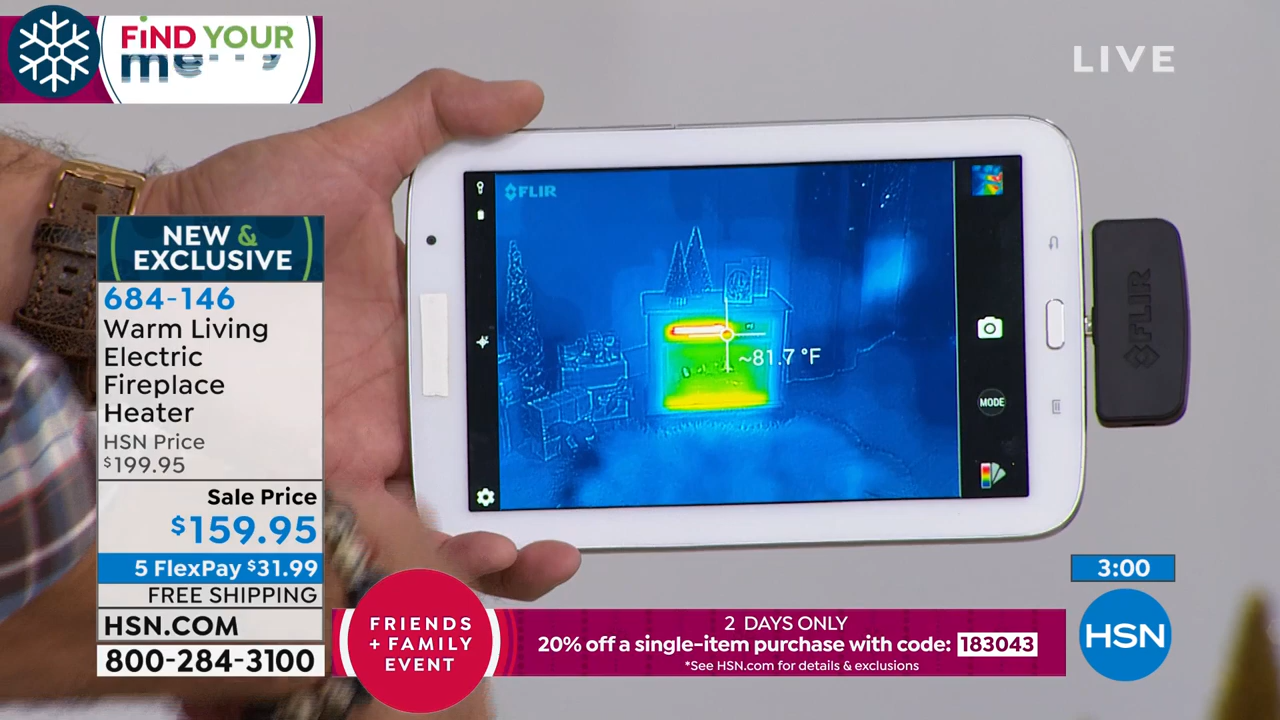 FiND YOUR
LIVE
FLIR
~81.7 °F
MODE
FLIR
NEW &
EXCLUSIVE
684-146
Warm Living
Electric
Fireplace
Heater
HSN Price
$199.95
Sale Price
$159.95
5 FlexPay $31.99
FREE SHIPPING
HSN.COM
800-284-3100
FRIENDS
+ FAMILY
EVENT
2 DAYS ONLY
20% off a single-item purchase with code: 183043
*See HSN.com for details & exclusions
3:00
HSN